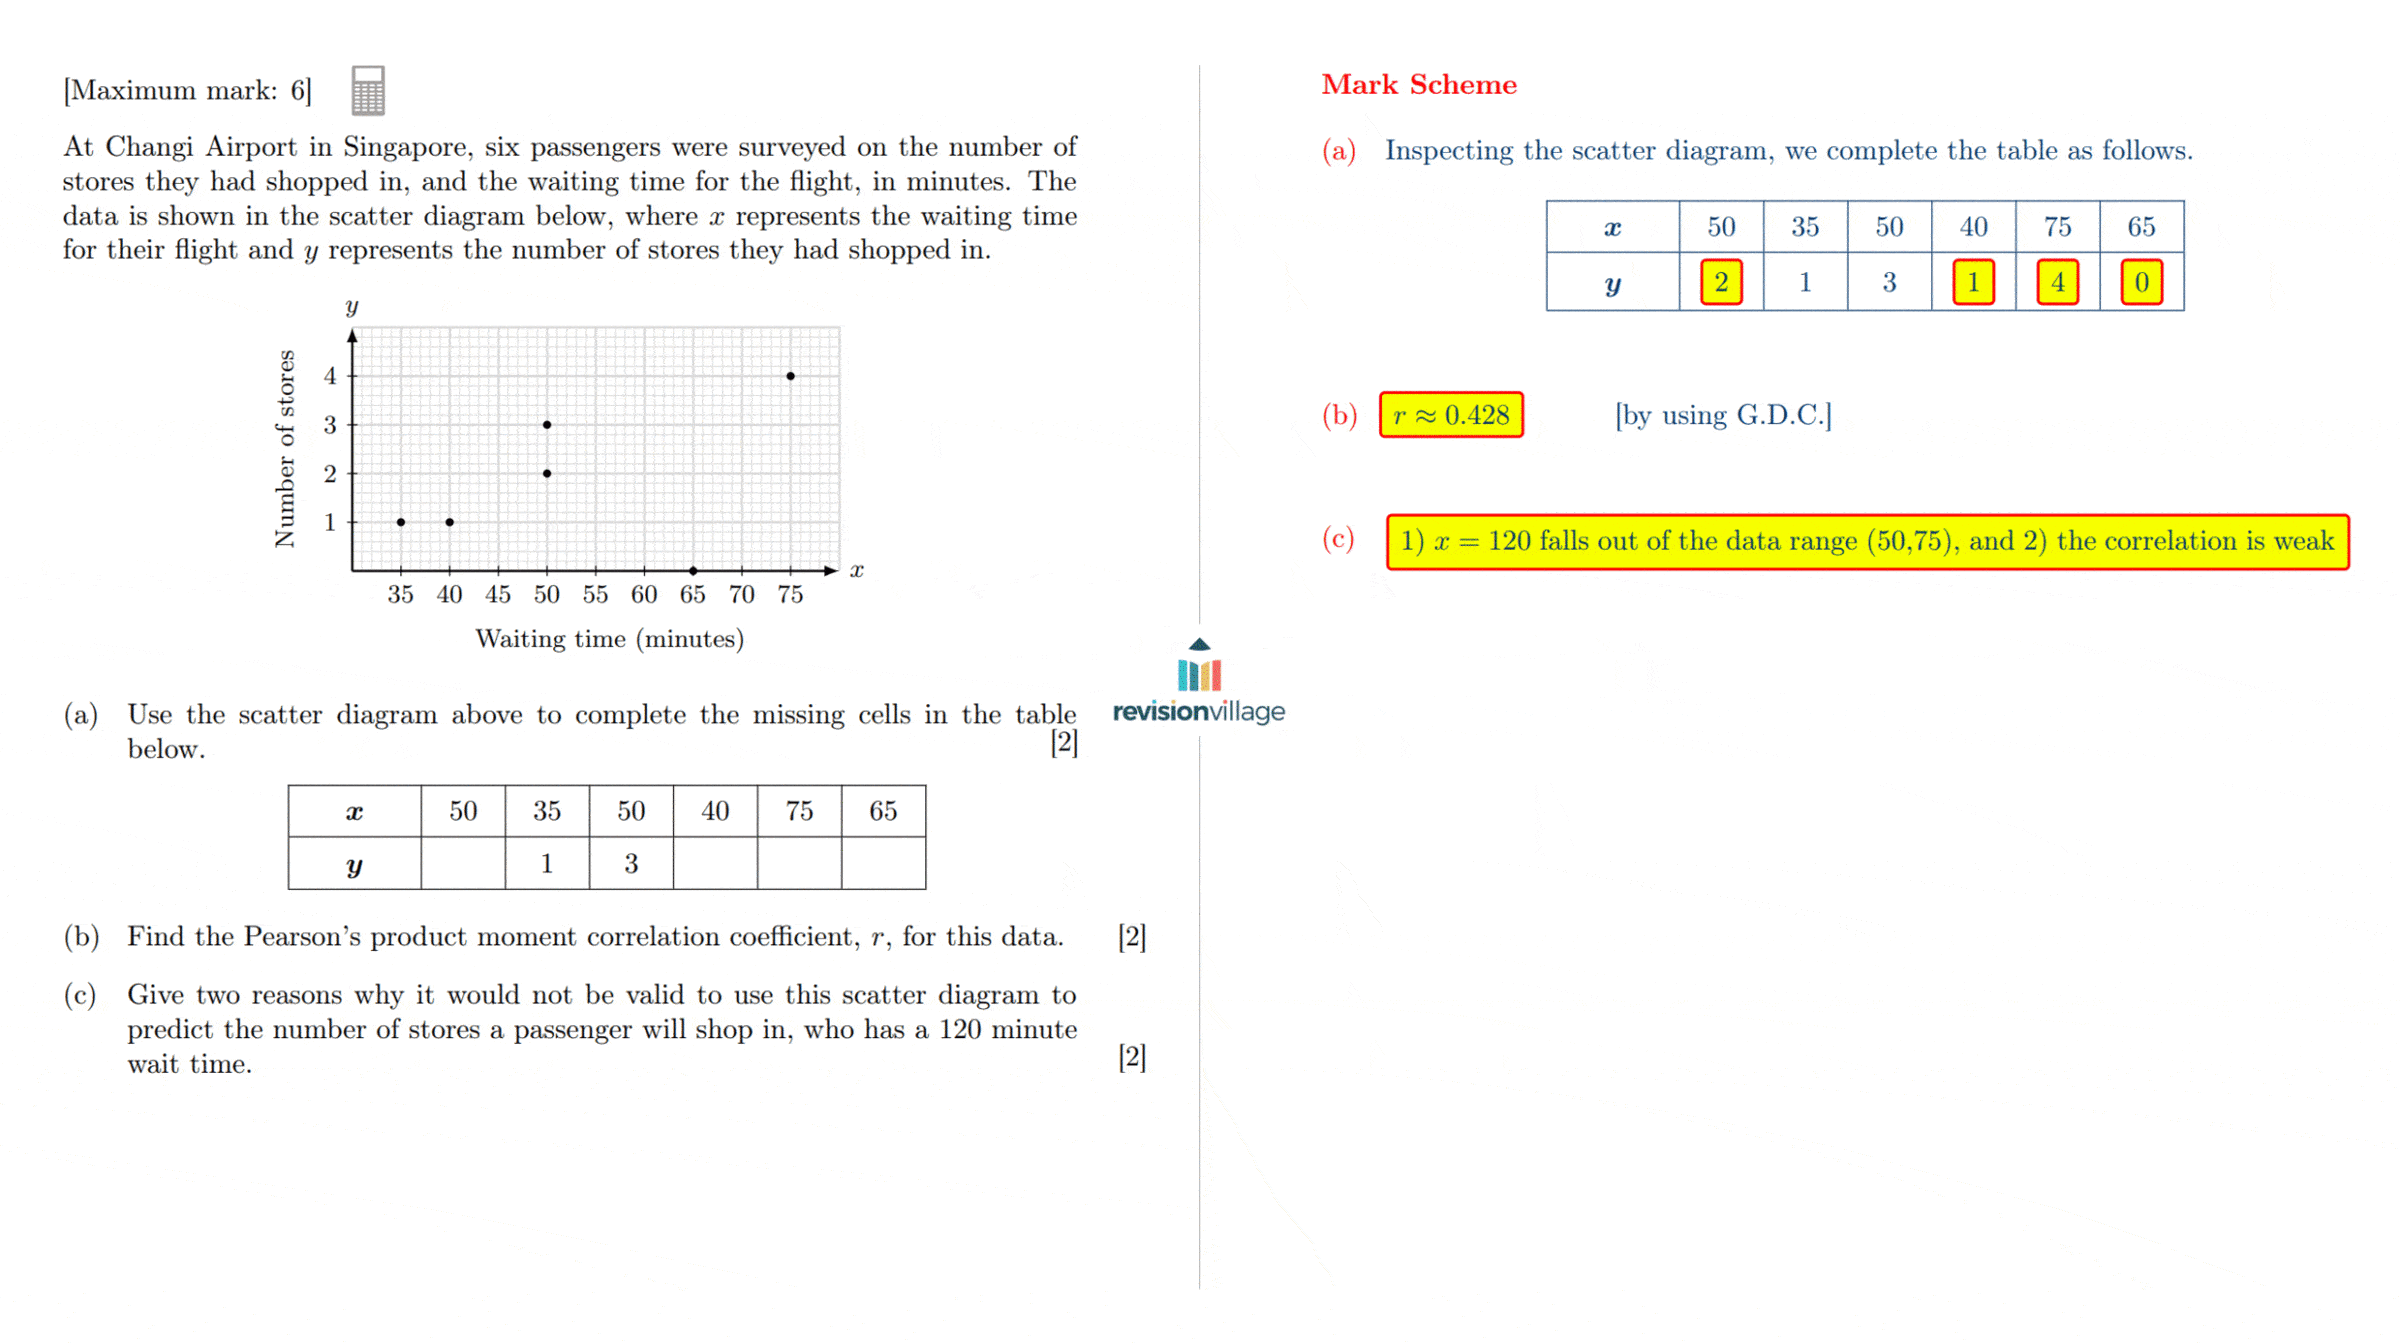 [Maximum mark: 6]
At Changi Airport in Singapore, six passengers were surveyed on the number of
stores they had shopped in, and the waiting time for the flight, in minutes. The
data is shown in the scatter diagram below, where x represents the waiting time
for their flight and y represents the number of stores they had shopped in.
y
Number of stores
4
3
2
1
x
35 40 45 50 55 60 65 70 75
Waiting time (minutes)
(a) Use the scatter diagram above to complete the missing cells in the table
below. [2]
x 50 35 50 40 75 65
y 1 3
(b) Find the Pearson's product moment correlation coefficient, r, for this data. [2]
(c) Give two reasons why it would not be valid to use this scatter diagram to
predict the number of stores a passenger will shop in, who has a 120 minute
wait time. [2]
revisionvillage
Mark Scheme
(a) Inspecting the scatter diagram, we complete the table as follows.
x 50 35 50 40 75 65
y 2 1 3 1 4 0
(b) r ≈ 0.428 [by using G.D.C.]
(c) 1) x = 120 falls out of the data range (50,75), and 2) the correlation is weak